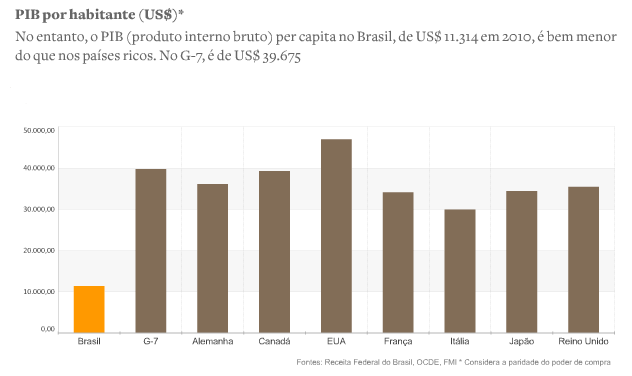 PIB por habitante (US$)*
No entanto, o PIB (produto interno bruto) per capita no Brasil, de US$ 11.314 em 2010, é bem menor
do que nos países ricos. No G-7, é de US$ 39.675
50.000,00
40.000,00
30.000,00
20.000,00
10.000,00
0,00
Brasil G-7 Alemanha Canadá EUA França Itália Japão Reino Unido
Fontes: Receita Federal do Brasil, OCDE, FMI * Considera a paridade do poder de compra